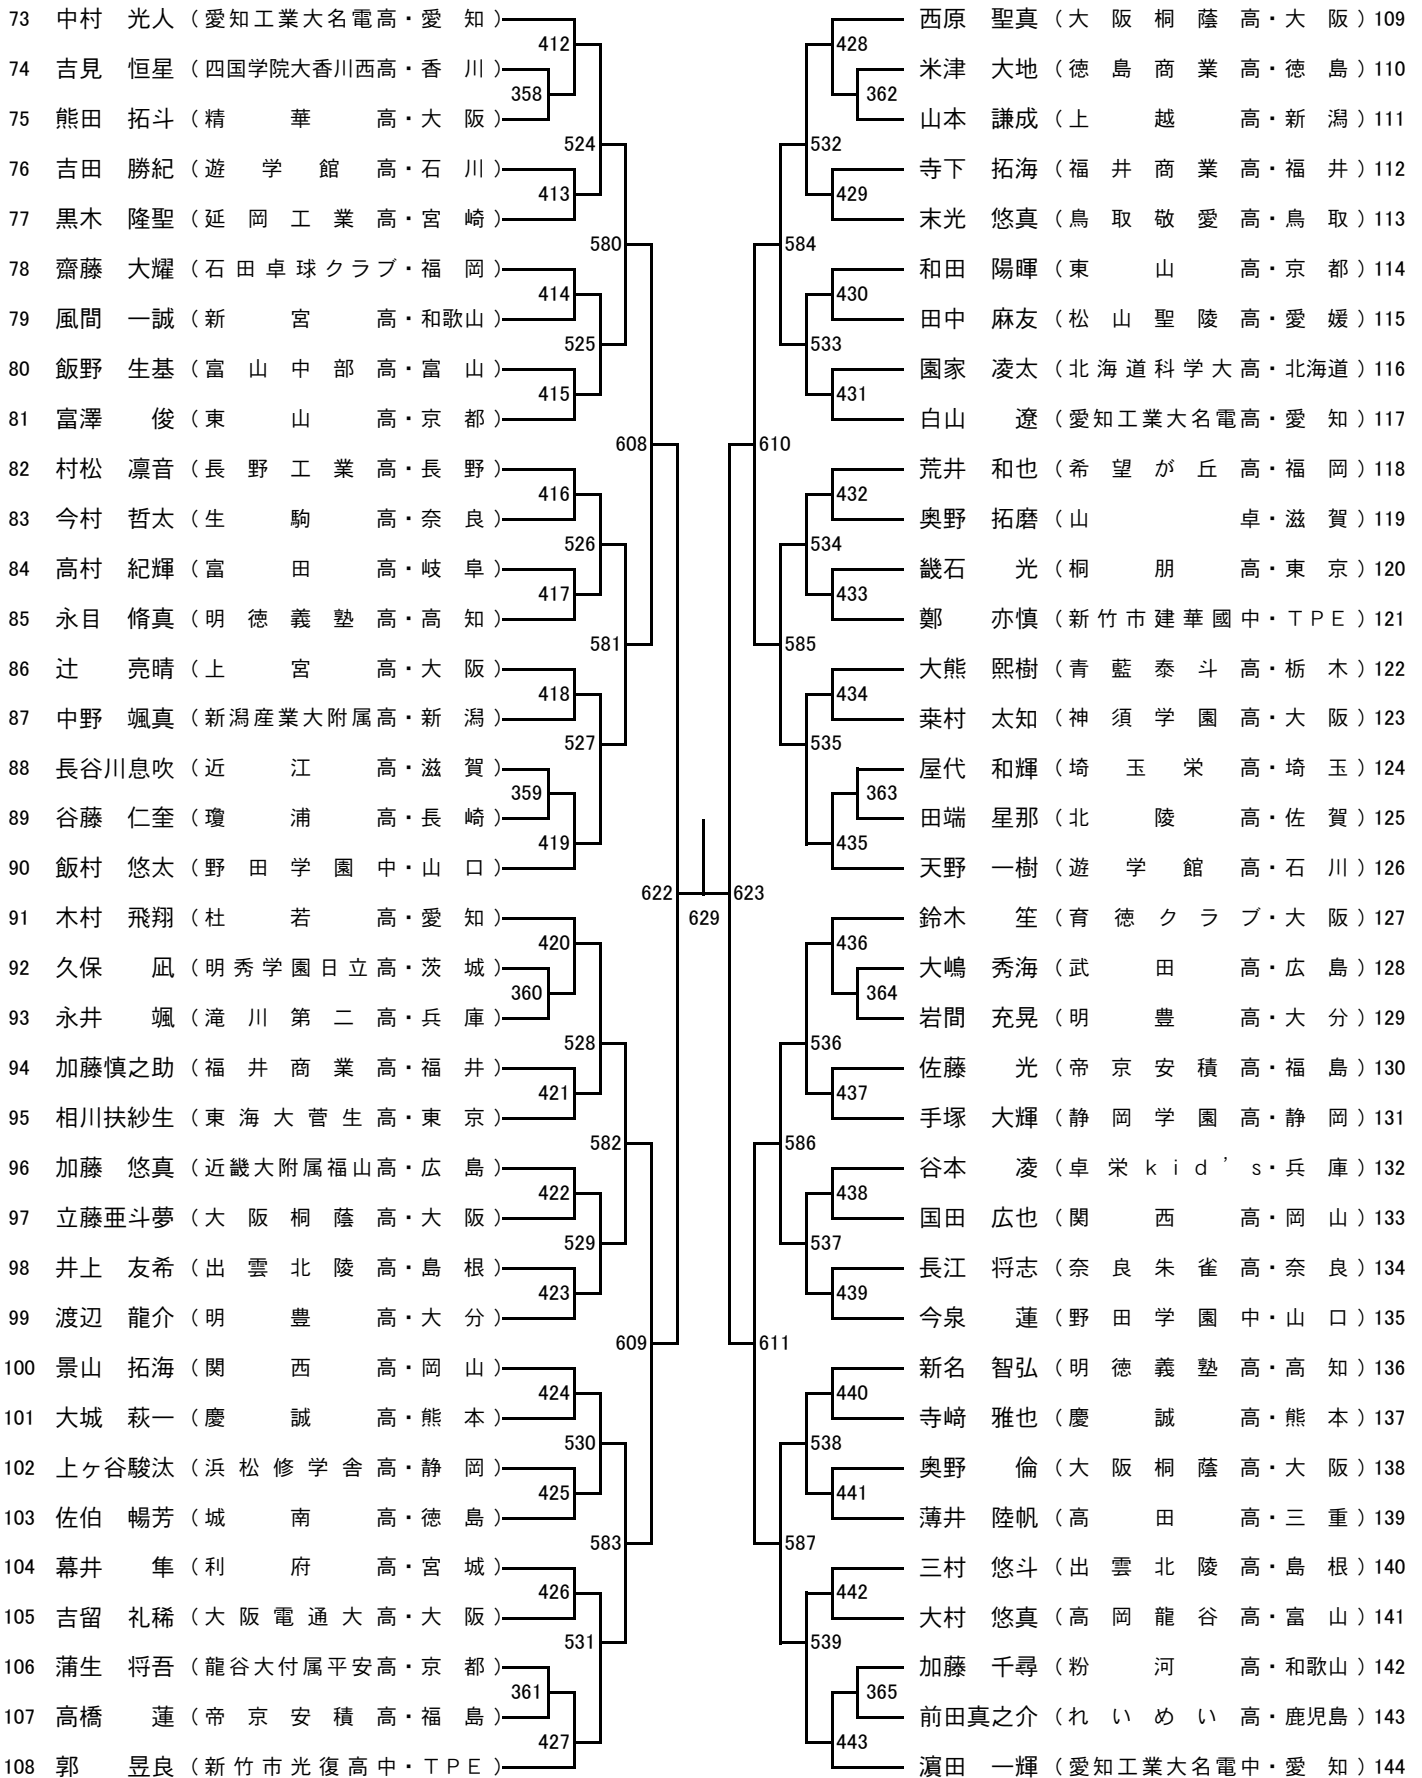 73 中村　光人（愛知工業大名電高・愛　知）
412
74 吉見　恒星（四国学院大香川西高・香　川）
358
75 熊田　拓斗（精華高・大　阪）
524
76 吉田　勝紀（遊学館高・石　川）
413
77 黒木　隆聖（延岡工業高・宮　崎）
580
78 齋藤　大耀（石田卓球クラブ・福　岡）
414
79 風間　一誠（新宮高・和歌山）
525
80 飯野　生基（富山中部高・富　山）
415
81 富澤　俊（東山高・京　都）
608
82 村松　凛音（長野工業高・長　野）
416
83 今村　哲太（生駒高・奈　良）
526
84 高村　紀輝（富田高・岐　阜）
417
85 永目　脩真（明徳義塾高・高　知）
581
86 辻　亮晴（上宮高・大　阪）
418
87 中野　颯真（新潟産業大附属高・新　潟）
527
88 長谷川息吹（近江高・滋　賀）
359
89 谷藤　仁奎（瓊浦高・長　崎）
419
90 飯村　悠太（野田学園中・山　口）
622
91 木村　飛翔（杜若高・愛　知）
420
92 久保　凪（明秀学園日立高・茨　城）
360
93 永井　颯（滝川第二高・兵　庫）
528
94 加藤慎之助（福井商業高・福　井）
421
95 相川扶紗生（東海大菅生高・東　京）
582
96 加藤　悠真（近畿大附属福山高・広　島）
422
97 立藤亜斗夢（大阪桐蔭高・大　阪）
529
98 井上　友希（出雲北陵高・島　根）
423
99 渡辺　龍介（明豊高・大　分）
609
100 景山　拓海（関西高・岡　山）
424
101 大城　萩一（慶誠高・熊　本）
530
102 上ヶ谷駿汰（浜松修学舎高・静　岡）
425
103 佐伯　暢芳（城南高・徳　島）
583
104 幕井　隼（利府高・宮　城）
426
105 吉留　礼稀（大阪電通大高・大　阪）
531
106 蒲生　将吾（龍谷大付属平安高・京　都）
361
107 高橋　蓮（帝京安積高・福　島）
427
108 郭　昱良（新竹市光復高中・ＴＰＥ）
629
西原　聖真（大阪桐蔭高・大　阪）109
428
米津　大地（徳島商業高・徳　島）110
362
山本　謙成（上越高・新　潟）111
532
寺下　拓海（福井商業高・福　井）112
429
末光　悠真（鳥取敬愛高・鳥　取）113
584
和田　陽暉（東山高・京　都）114
430
田中　麻友（松山聖陵高・愛　媛）115
533
園家　凌太（北海道科学大高・北海道）116
431
白山　遼（愛知工業大名電高・愛　知）117
610
荒井　和也（希望が丘高・福　岡）118
432
奥野　拓磨（山卓・滋　賀）119
534
畿石　光（桐朋高・東　京）120
433
鄭　亦慎（新竹市建華國中・ＴＰＥ）121
585
大熊　熙樹（青藍泰斗高・栃　木）122
434
桒村　太知（神須学園高・大　阪）123
535
屋代　和輝（埼玉栄高・埼　玉）124
363
田端　星那（北陵高・佐　賀）125
435
天野　一樹（遊学館高・石　川）126
623
鈴木　笙（育徳クラブ・大　阪）127
436
大嶋　秀海（武田高・広　島）128
364
岩間　充晃（明豊高・大　分）129
536
佐藤　光（帝京安積高・福　島）130
437
手塚　大輝（静岡学園高・静　岡）131
586
谷本　凌（卓栄ｋｉｄ’ｓ・兵　庫）132
438
国田　広也（関西高・岡　山）133
537
長江　将志（奈良朱雀高・奈　良）134
439
今泉　蓮（野田学園中・山　口）135
611
新名　智弘（明徳義塾高・高　知）136
440
寺﨑　雅也（慶誠高・熊　本）137
538
奥野　倫（大阪桐蔭高・大　阪）138
441
薄井　陸帆（高田高・三　重）139
587
三村　悠斗（出雲北陵高・島　根）140
442
大村　悠真（高岡龍谷高・富　山）141
539
加藤　千尋（粉河高・和歌山）142
365
前田真之介（れいめい高・鹿児島）143
443
濵田　一輝（愛知工業大名電中・愛　知）144